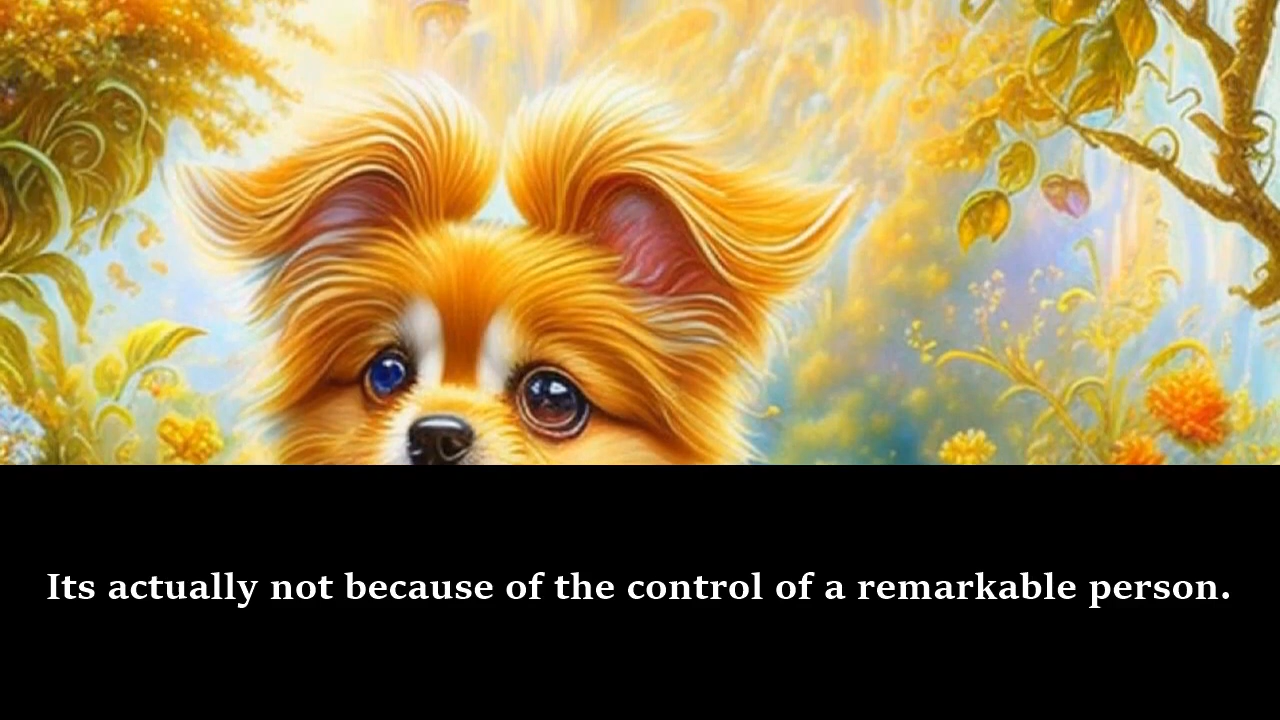 Its actually not because of the control of a remarkable person.